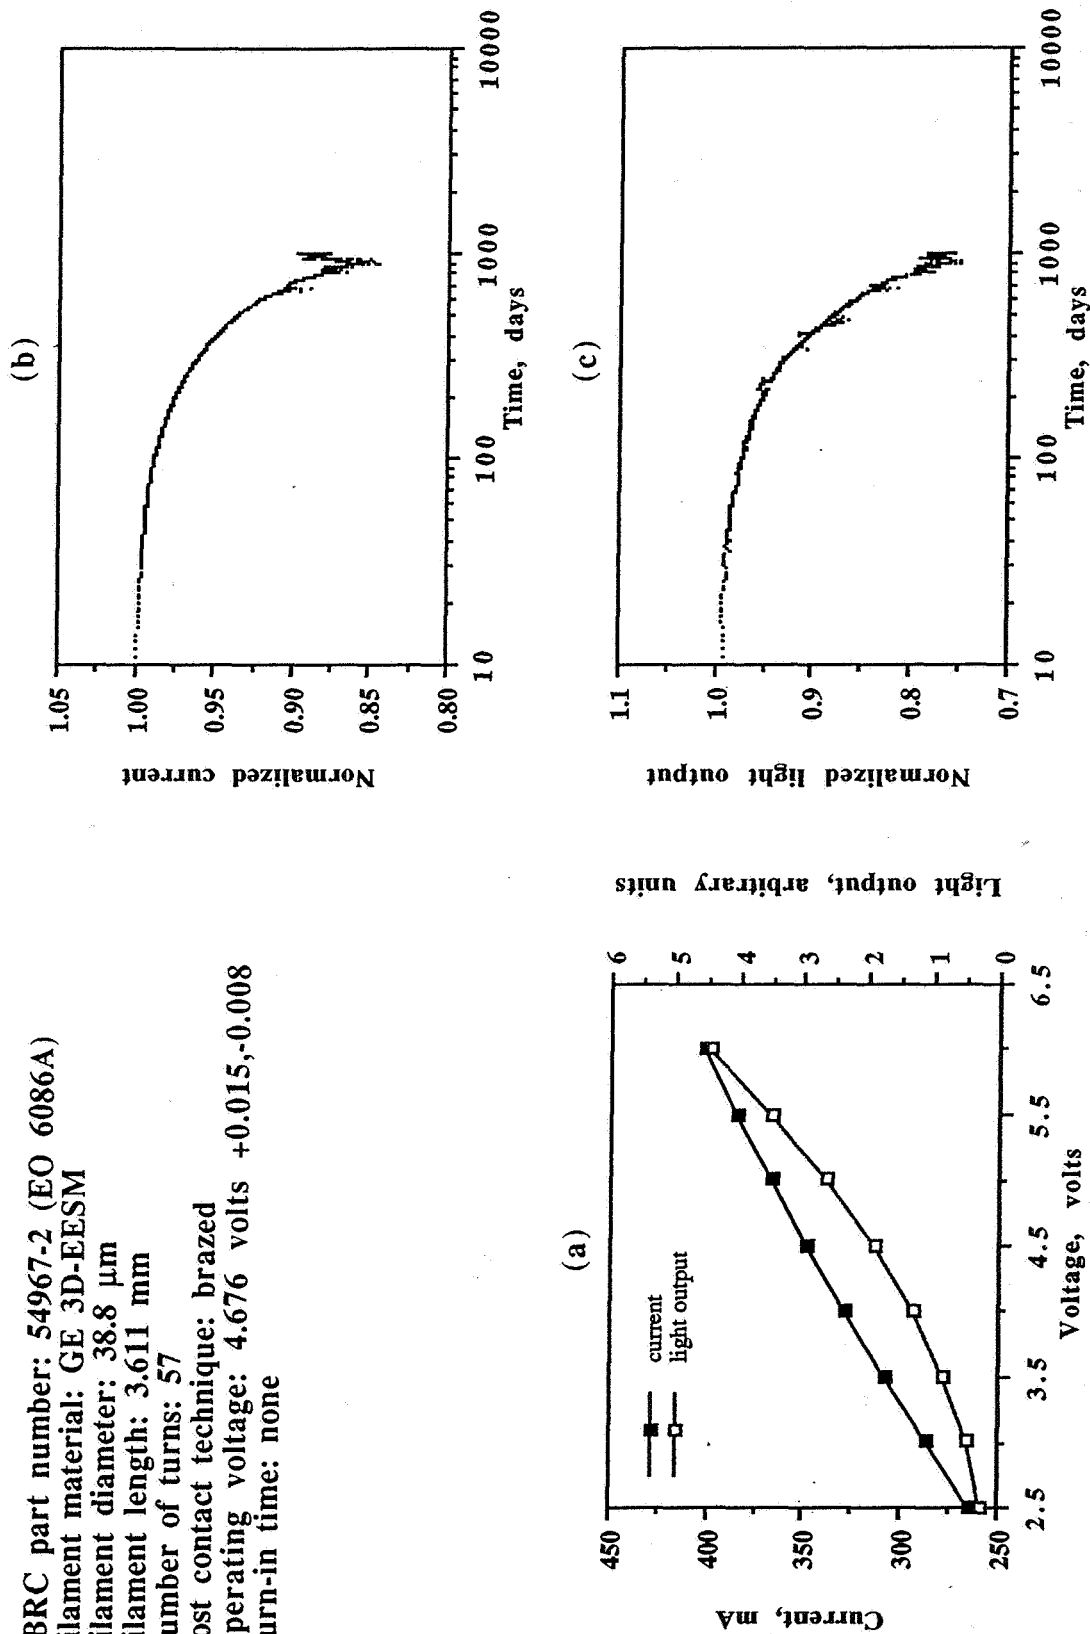 BRC part number: 54967-2 (EO 6086A)
ilament material: GE 3D-EESM
ilament diameter: 38.8 μm
ilament length: 3.611 mm
umber of turns: 57
ost contact technique: brazed
perating voltage: 4.676 volts +0.015,-0.008
urn-in time: none
(a)
current
light output
450
400
350
300
250
Current, mA
6
5
4
3
2
1
0
Light output, arbitrary units
2.5
3.5
4.5
5.5
6.5
Voltage, volts
(b)
1.05
1.00
0.95
0.90
0.85
0.80
Normalized current
10
100
1000
10000
Time, days
(c)
1.1
1.0
0.9
0.8
0.7
Normalized light output
10
100
1000
10000
Time, days